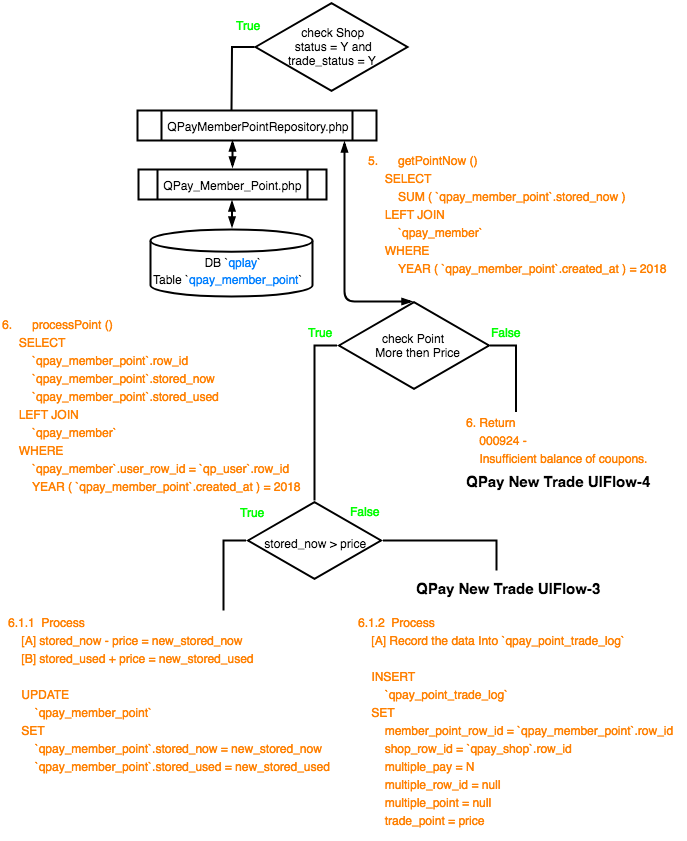 True
check Shop
status = Y and
trade_status = Y
QPayMemberPointRepository.php
5. getPointNow ()
SELECT
SUM ( `qpay_member_point`.stored_now )
LEFT JOIN
`qpay_member`
WHERE
YEAR ( `qpay_member_point`.created_at ) = 2018
QPay_Member_Point.php
DB `qplay`
Table `qpay_member_point`
True
check Point
More then Price
False
6. processPoint ()
SELECT
`qpay_member_point`.row_id
`qpay_member_point`.stored_now
`qpay_member_point`.stored_used
LEFT JOIN
`qpay_member`
WHERE
`qpay_member`.user_row_id = `qp_user`.row_id
YEAR ( `qpay_member_point`.created_at ) = 2018
6. Return
000924 -
Insufficient balance of coupons.
QPay New Trade UIFlow-4
True
False
stored_now > price
QPay New Trade UIFlow-3
6.1.1 Process
[A] stored_now - price = new_stored_now
[B] stored_used + price = new_stored_used
UPDATE
`qpay_member_point`
SET
`qpay_member_point`.stored_now = new_stored_now
`qpay_member_point`.stored_used = new_stored_used
6.1.2 Process
[A] Record the data Into `qpay_point_trade_log`
INSERT
`qpay_point_trade_log`
SET
member_point_row_id = `qpay_member_point`.row_id
shop_row_id = `qpay_shop`.row_id
multiple_pay = N
multiple_row_id = null
multiple_point = null
trade_point = price